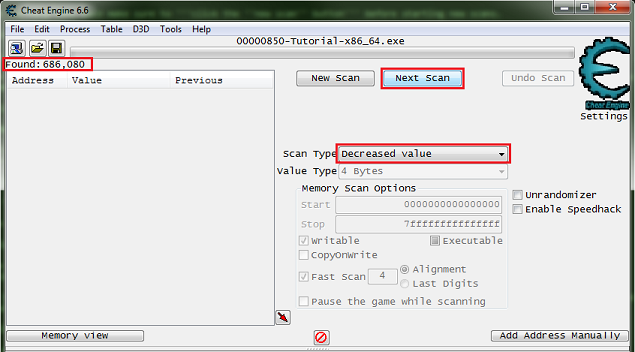 Cheat Engine 6.6
File Edit Process Table D3D Tools Help
00000850-Tutorial-x86_64.exe
Found:686,080
Address Value Previous
New Scan Next Scan Undo Scan
Cheat Engine
Settings
Scan Type Decreased value
Value Type 4 Bytes
Memory Scan Options
Start 0000000000000000
Stop 7fffffffffffffff
Unrandomizer
Enable Speedhack
Writable Executable
CopyOnWrite
Fast Scan 4 Alignment
Last Digits
Pause the game while scanning
Memory view Add Address Manually